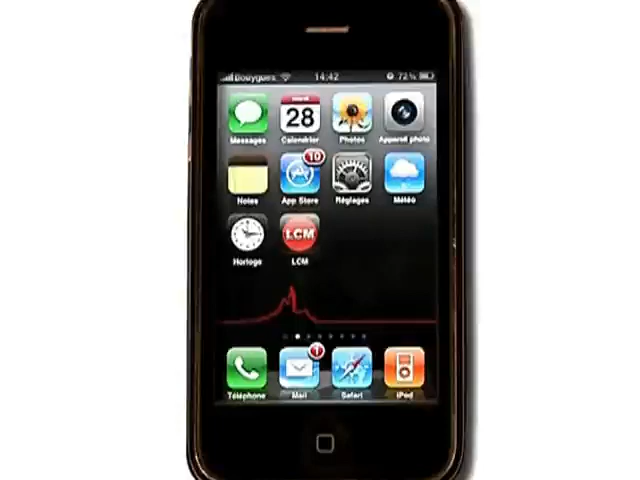 Bouygues 14:42 72 %
28
Messages Calendrier Photos Appareil photo
10
Notes App Store Réglages Météo
LCM
Horloge LCM
1
Téléphone Mail Safari iPod